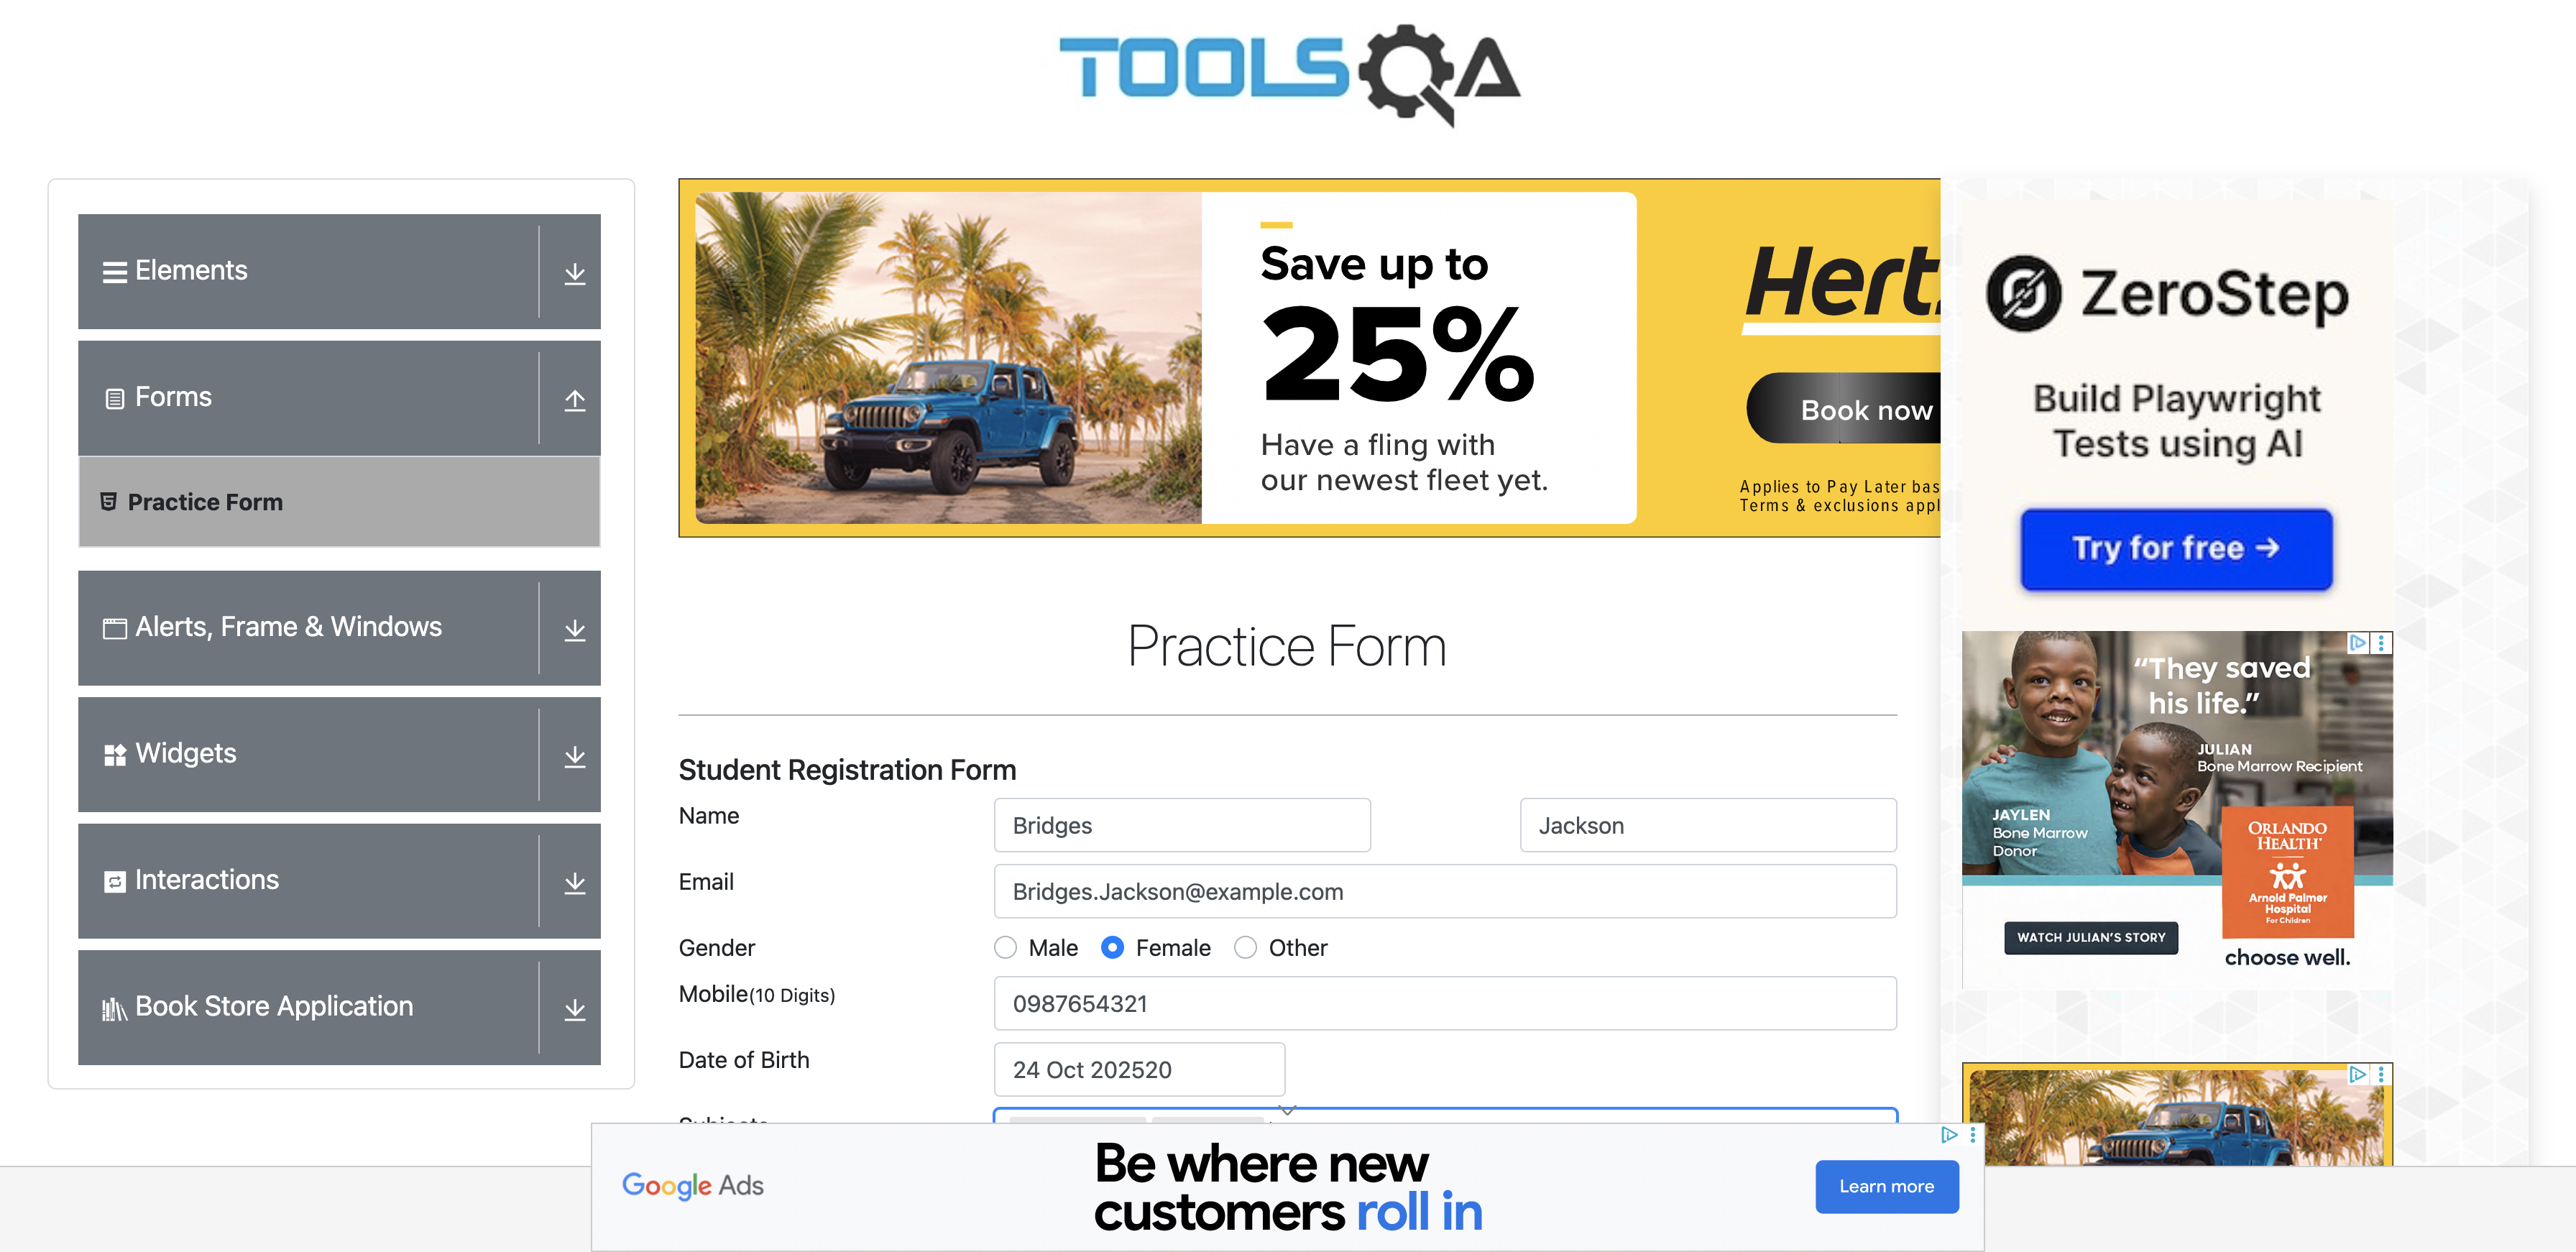 TOOLSQA
Elements
Forms
Practice Form
Alerts, Frame & Windows
Widgets
Interactions
Book Store Application
Save up to
25%
Have a fling with
our newest fleet yet.
Book now
Applies to Pay Later
Terms & exclusions
Practice Form
Student Registration Form
Name
Bridges
Jackson
Email
Bridges.Jackson@example.com
Gender
Male
Female
Other
Mobile(10 Digits)
0987654321
Date of Birth
24 Oct 202520
ZeroStep
Build Playwright
Tests using AI
Try for free →
“They saved
his life.”
JULIAN
Bone Marrow Recipient
JAYLEN
Bone Marrow
Donor
ORLANDO
HEALTH®
Arnold Palmer
Hospital
For Children
WATCH JULIAN’S STORY
choose well.
Google Ads
Be where new
customers roll in
Learn more